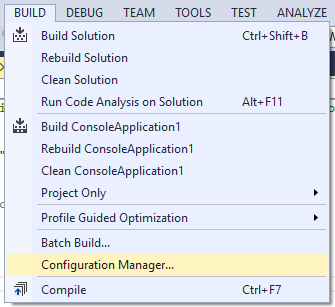 BUILD DEBUG TEAM TOOLS TEST ANALYZE
Build Solution Ctrl+Shift+B
Rebuild Solution
Clean Solution
Run Code Analysis on Solution Alt+F11
Build ConsoleApplication1
Rebuild ConsoleApplication1
Clean ConsoleApplication1
Project Only
Profile Guided Optimization
Batch Build...
Configuration Manager...
Compile Ctrl+F7